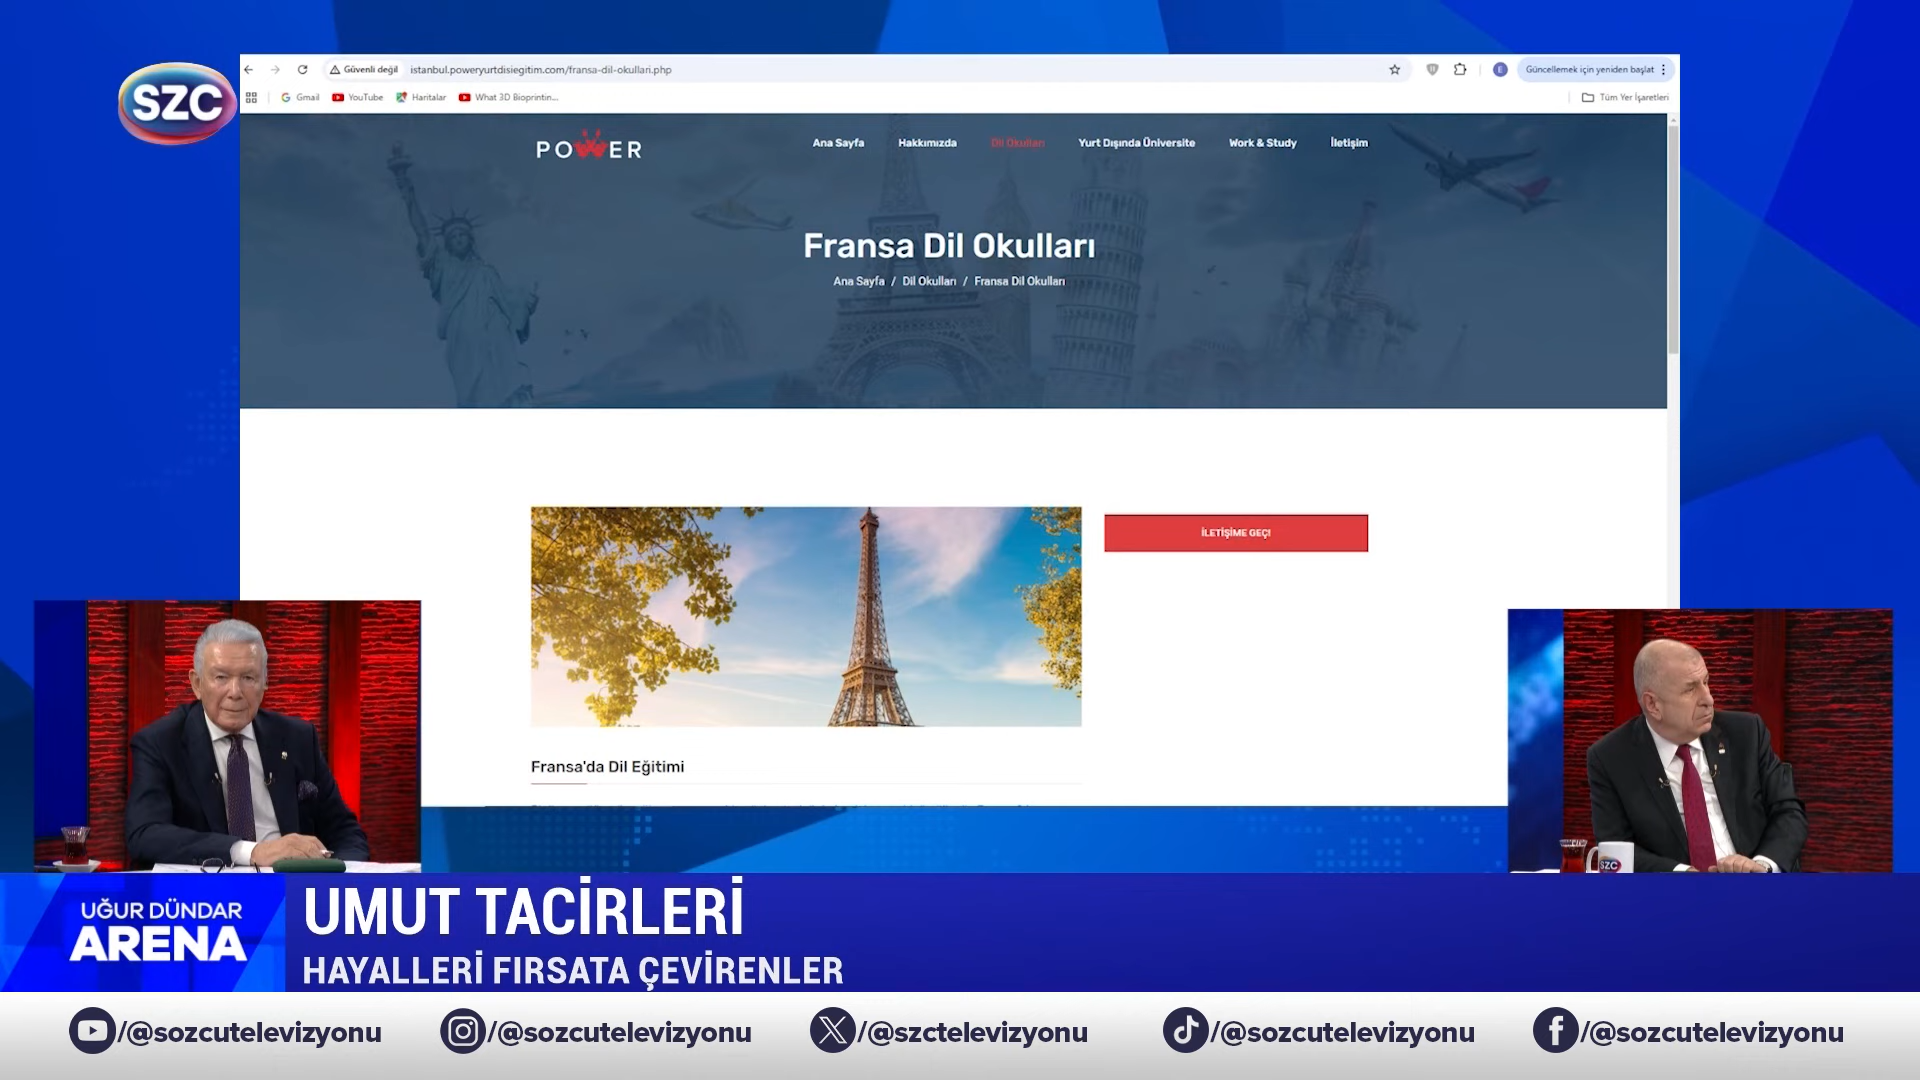 SZC
Güvenli değil
istanbul.poweryurtdisiegitim.com/fransa-dil-okullari.php
E
Güncellemek için yeniden başlat
Gmail
YouTube
Haritalar
What 3D Bioprintin...
Tüm Yer İşaretleri
POWER
Ana Sayfa
Hakkımızda
Dil Okulları
Yurt Dışında Üniversite
Work & Study
İletişim
Fransa Dil Okulları
Ana Sayfa / Dil Okulları / Fransa Dil Okulları
İLETİŞİME GEÇ!
Fransa'da Dil Eğitimi
SZC
UĞUR DÜNDAR
ARENA
UMUT TACİRLERİ
HAYALLERİ FIRSATA ÇEVİRENLER
/@sozcutelevizyonu
/@sozcutelevizyonu
/@szctelevizyonu
/@sozcutelevizyonu
/@sozcutelevizyonu